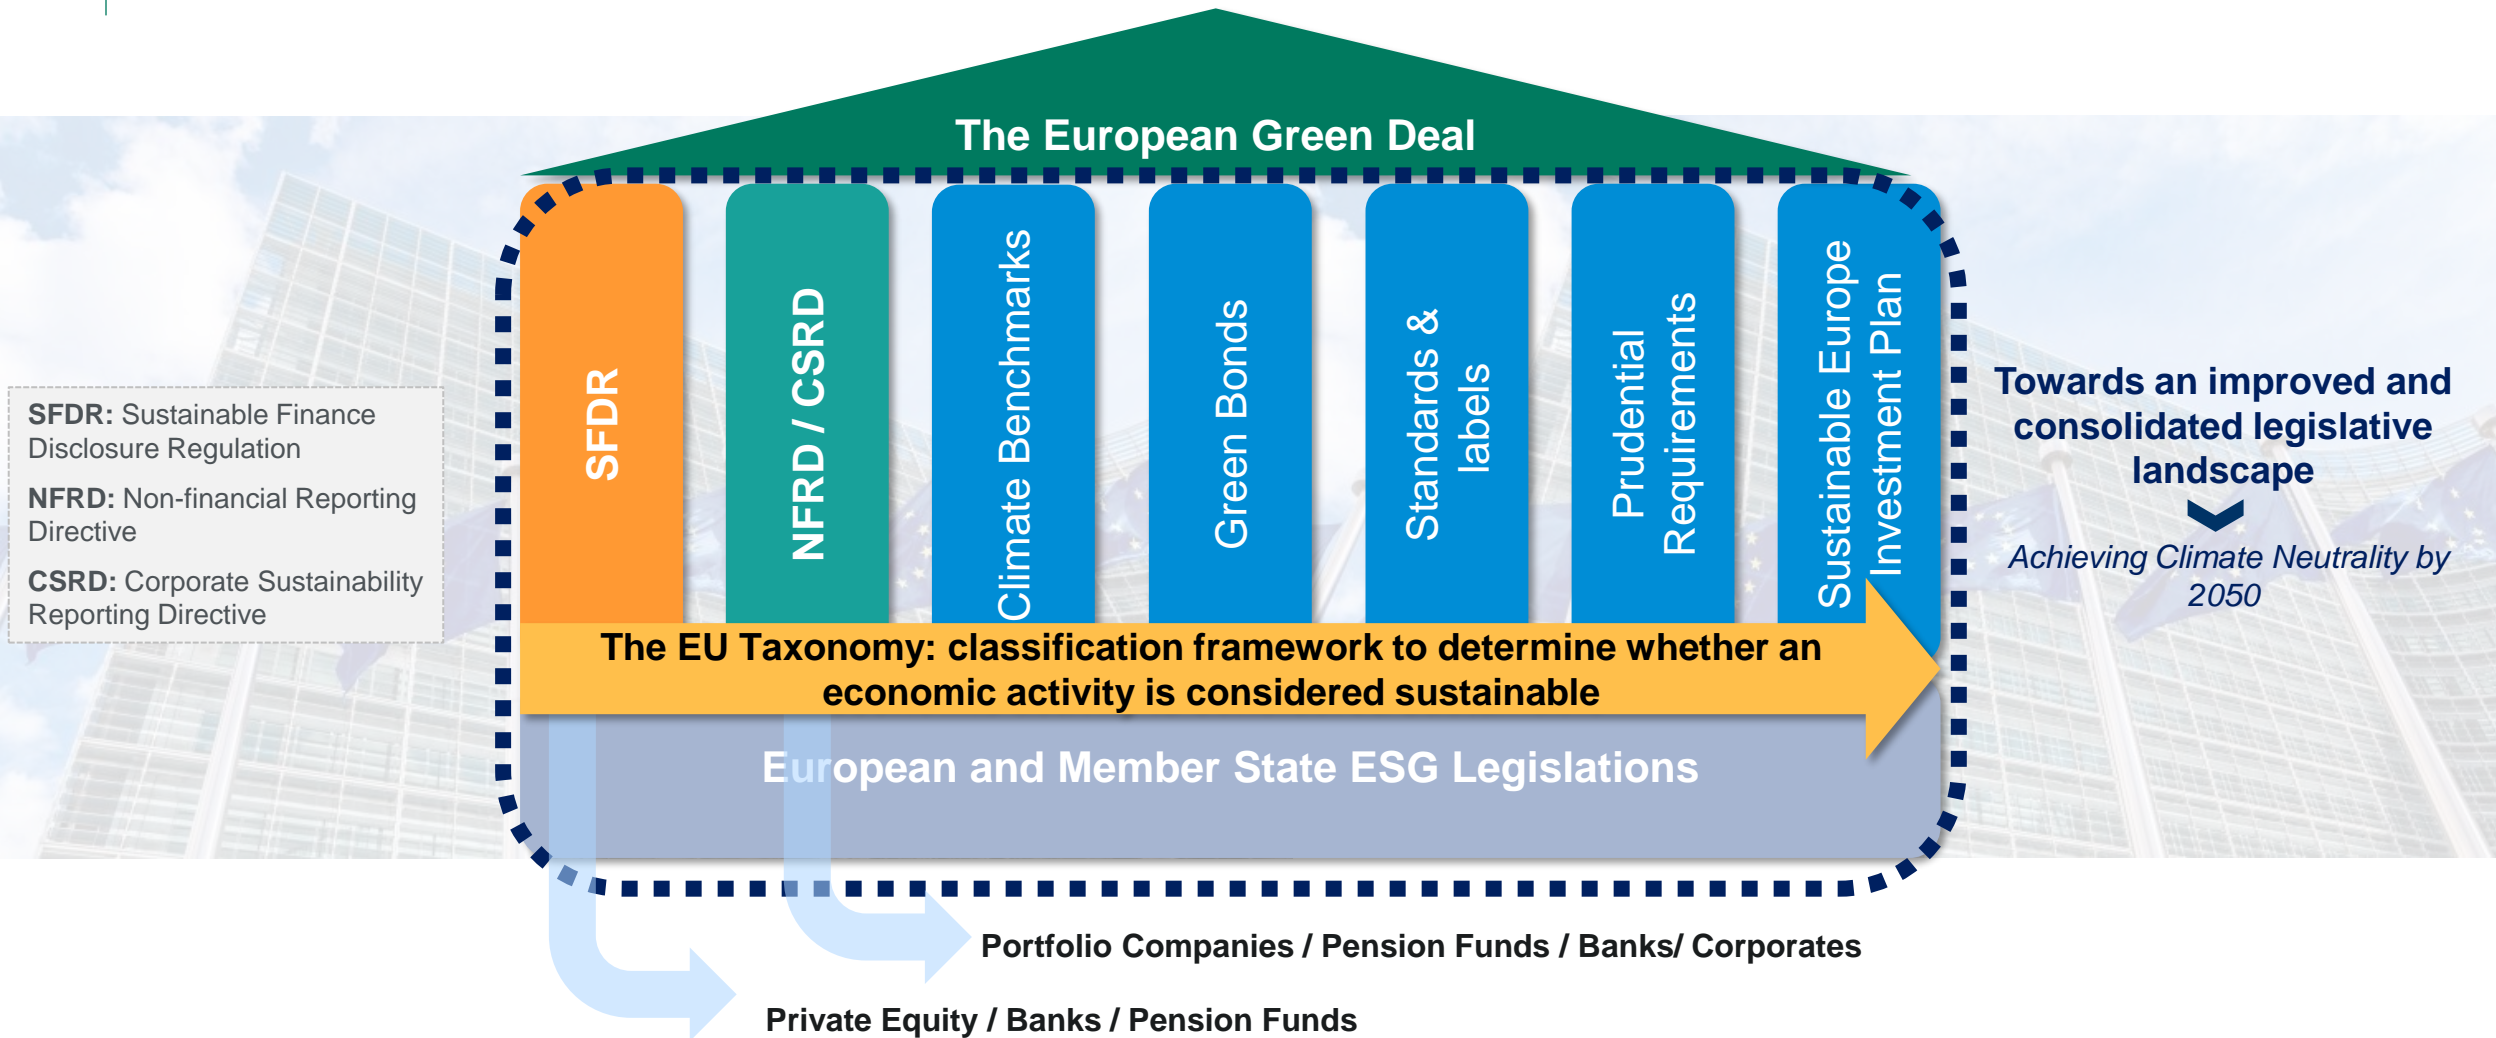 The European Green Deal
SFDR
NFRD / CSRD
Climate Benchmarks
Green Bonds
Standards &
labels
Prudential
Requirements
Sustainable Europe
Investment Plan
SFDR: Sustainable Finance
Disclosure Regulation
NFRD: Non-financial Reporting
Directive
CSRD: Corporate Sustainability
Reporting Directive
Towards an improved and
consolidated legislative
landscape
Achieving Climate Neutrality by
2050
The EU Taxonomy: classification framework to determine whether an
economic activity is considered sustainable
European and Member State ESG Legislations
Portfolio Companies / Pension Funds / Banks/ Corporates
Private Equity / Banks / Pension Funds